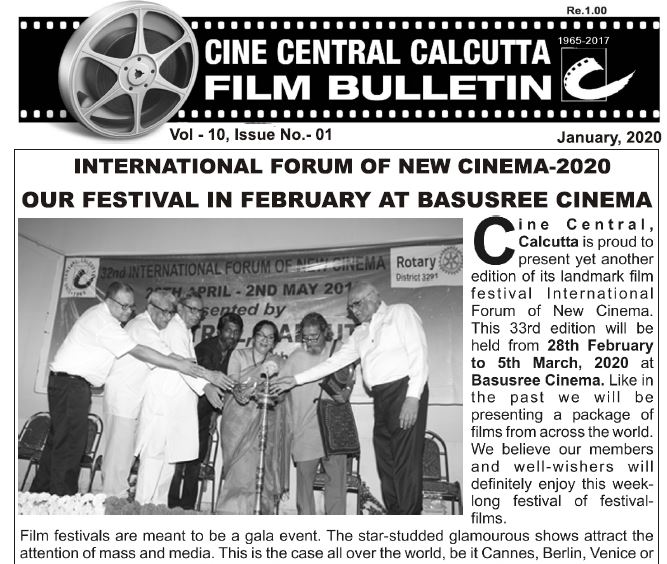 Re.1.00
CINE CENTRAL CALCUTTA
1965-2017
FILM BULLETIN
Vol - 10, Issue No.- 01
January, 2020
INTERNATIONAL FORUM OF NEW CINEMA-2020
OUR FESTIVAL IN FEBRUARY AT BASUSREE CINEMA
32nd INTERNATIONAL FORUM OF NEW CINEMA
Rotary
District 3291
26TH APRIL - 2ND MAY 201
Cine Central,
Calcutta is proud to
present yet another
edition of its landmark film
festival International
Forum of New Cinema.
This 33rd edition will be
held from 28th February
to 5th March, 2020 at
Basusree Cinema. Like in
the past we will be
presenting a package of
films from across the world.
We believe our members
and well-wishers will
definitely enjoy this week-
long festival of festival-
films.
Film festivals are meant to be a gala event. The star-studded glamourous shows attract the
attention of mass and media. This is the case all over the world, be it Cannes, Berlin, Venice or